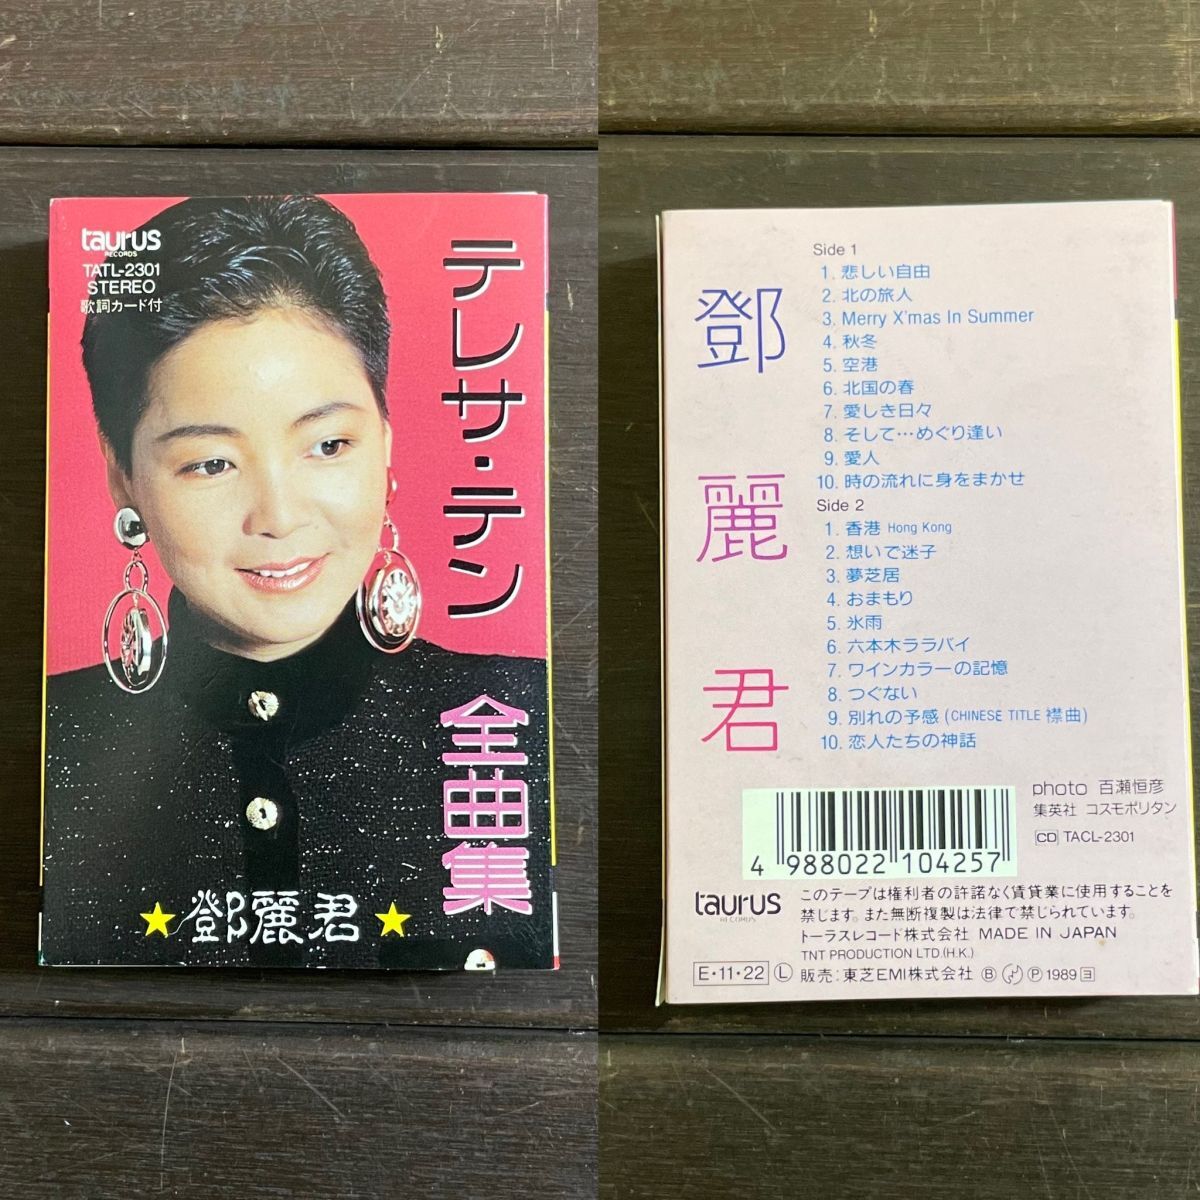 taurus
RECORDS
TATL-2301
STEREO
歌詞カード付
テレサ・テン
全曲集
★鄧麗君★
鄧麗君
Side 1
1. 悲しい自由
2. 北の旅人
3. Merry X'mas In Summer
4. 秋冬
5. 空港
6. 北国の春
7. 愛しき日々
8. そして…めぐり逢い
9. 愛人
10. 時の流れに身をまかせ
Side 2
1. 香港 Hong Kong
2. 想いで迷子
3. 夢芝居
4. おまもり
5. 氷雨
6. 六本木ララバイ
7. ワインカラーの記憶
8. つぐない
9. 別れの予感 (CHINESE TITLE 襟曲)
10. 恋人たちの神話
photo 百瀬恒彦
集英社 コスモポリタン
CD TACL-2301
4 988022 104257
taurus
RECORDS
このテープは権利者の許諾なく賃貸業に使用することを
禁じます。また無断複製は法律で禁じられています。
トーラスレコード株式会社 MADE IN JAPAN
TNT PRODUCTION LTD.(H.K.)
E・11・22 Ⓛ 販売:東芝EMI株式会社 Ⓑ Ⓟ 1989 ヨ